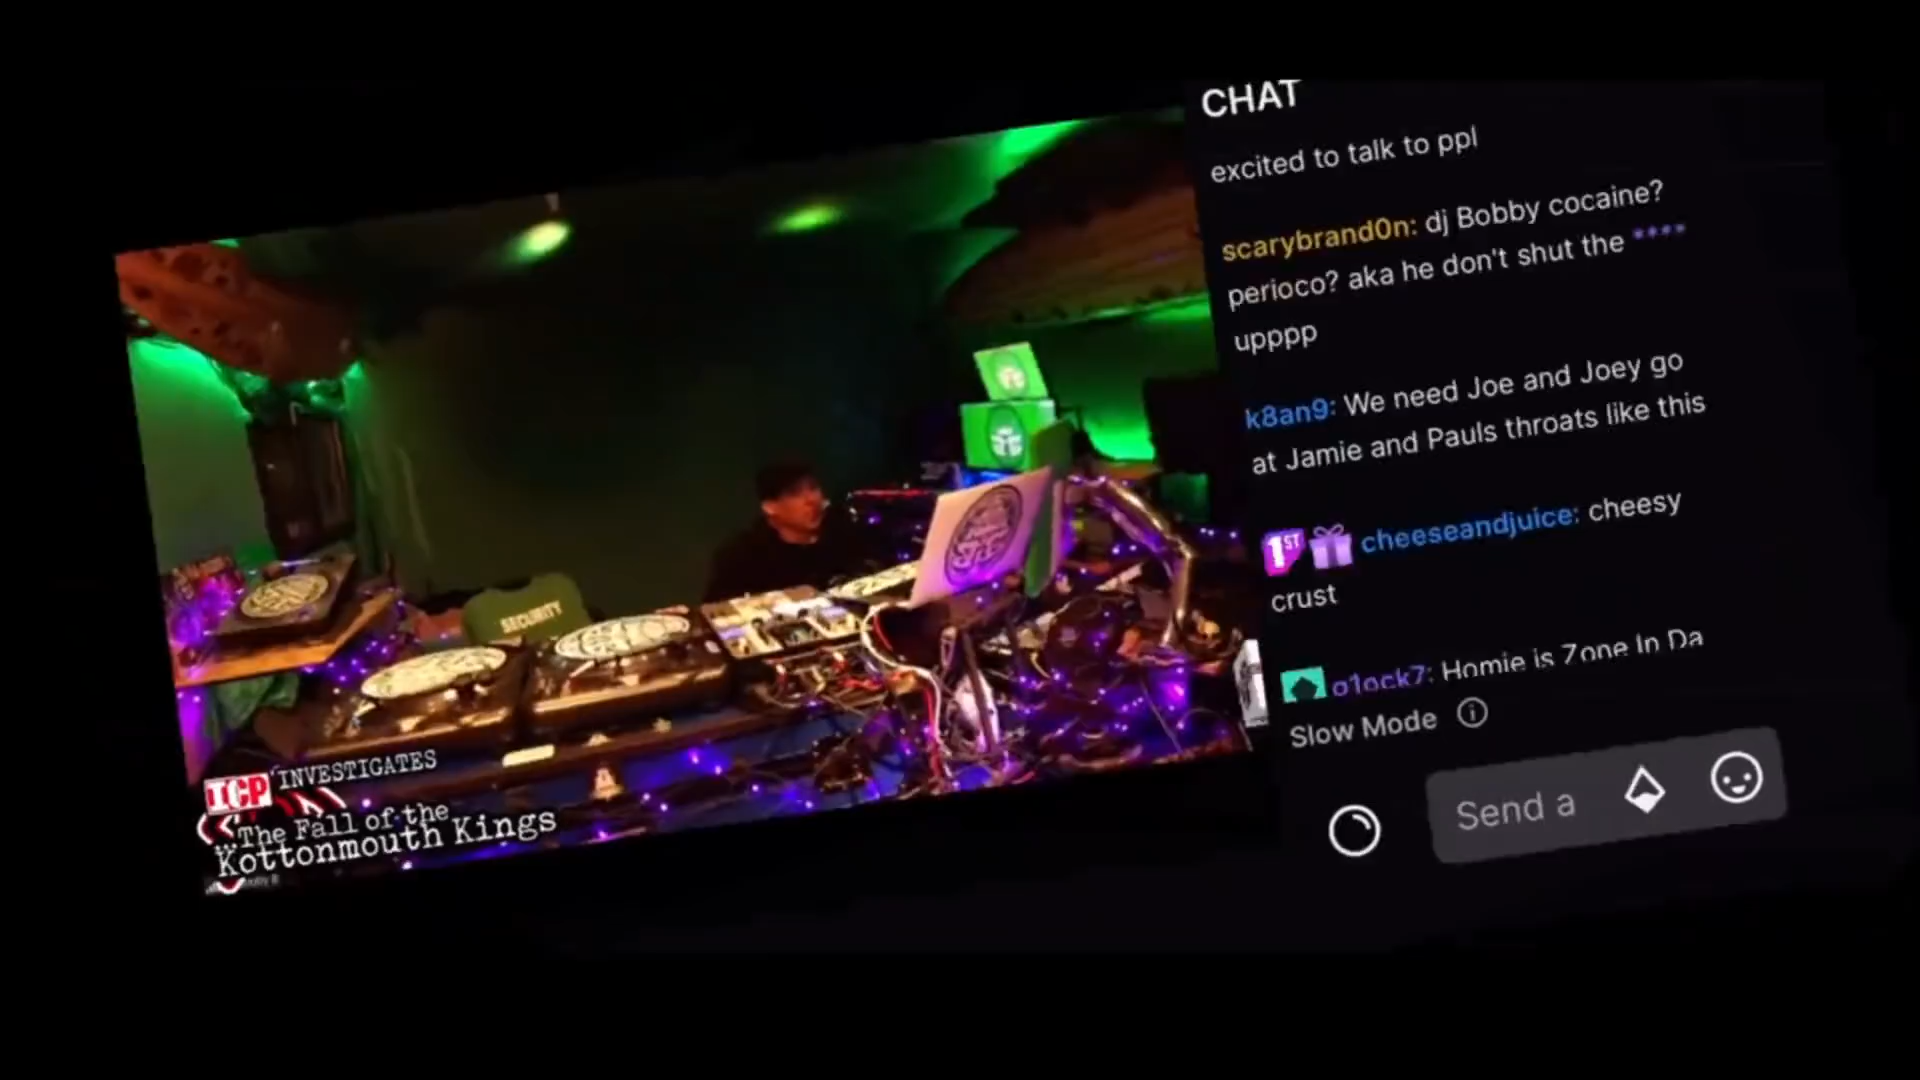 CHAT
excited to talk to ppl
scarybrand0n: dj Bobby cocaine?
perioco? aka he don't shut the ****
upppp
k8an9: We need Joe and Joey go
at Jamie and Pauls throats like this
1ST cheeseandjuice: cheesy
crust
o1ock7: Homie is Zone In Da
Slow Mode
Send a
SECURITY
ICP INVESTIGATES
...The Fall of the
Kottonmouth Kings